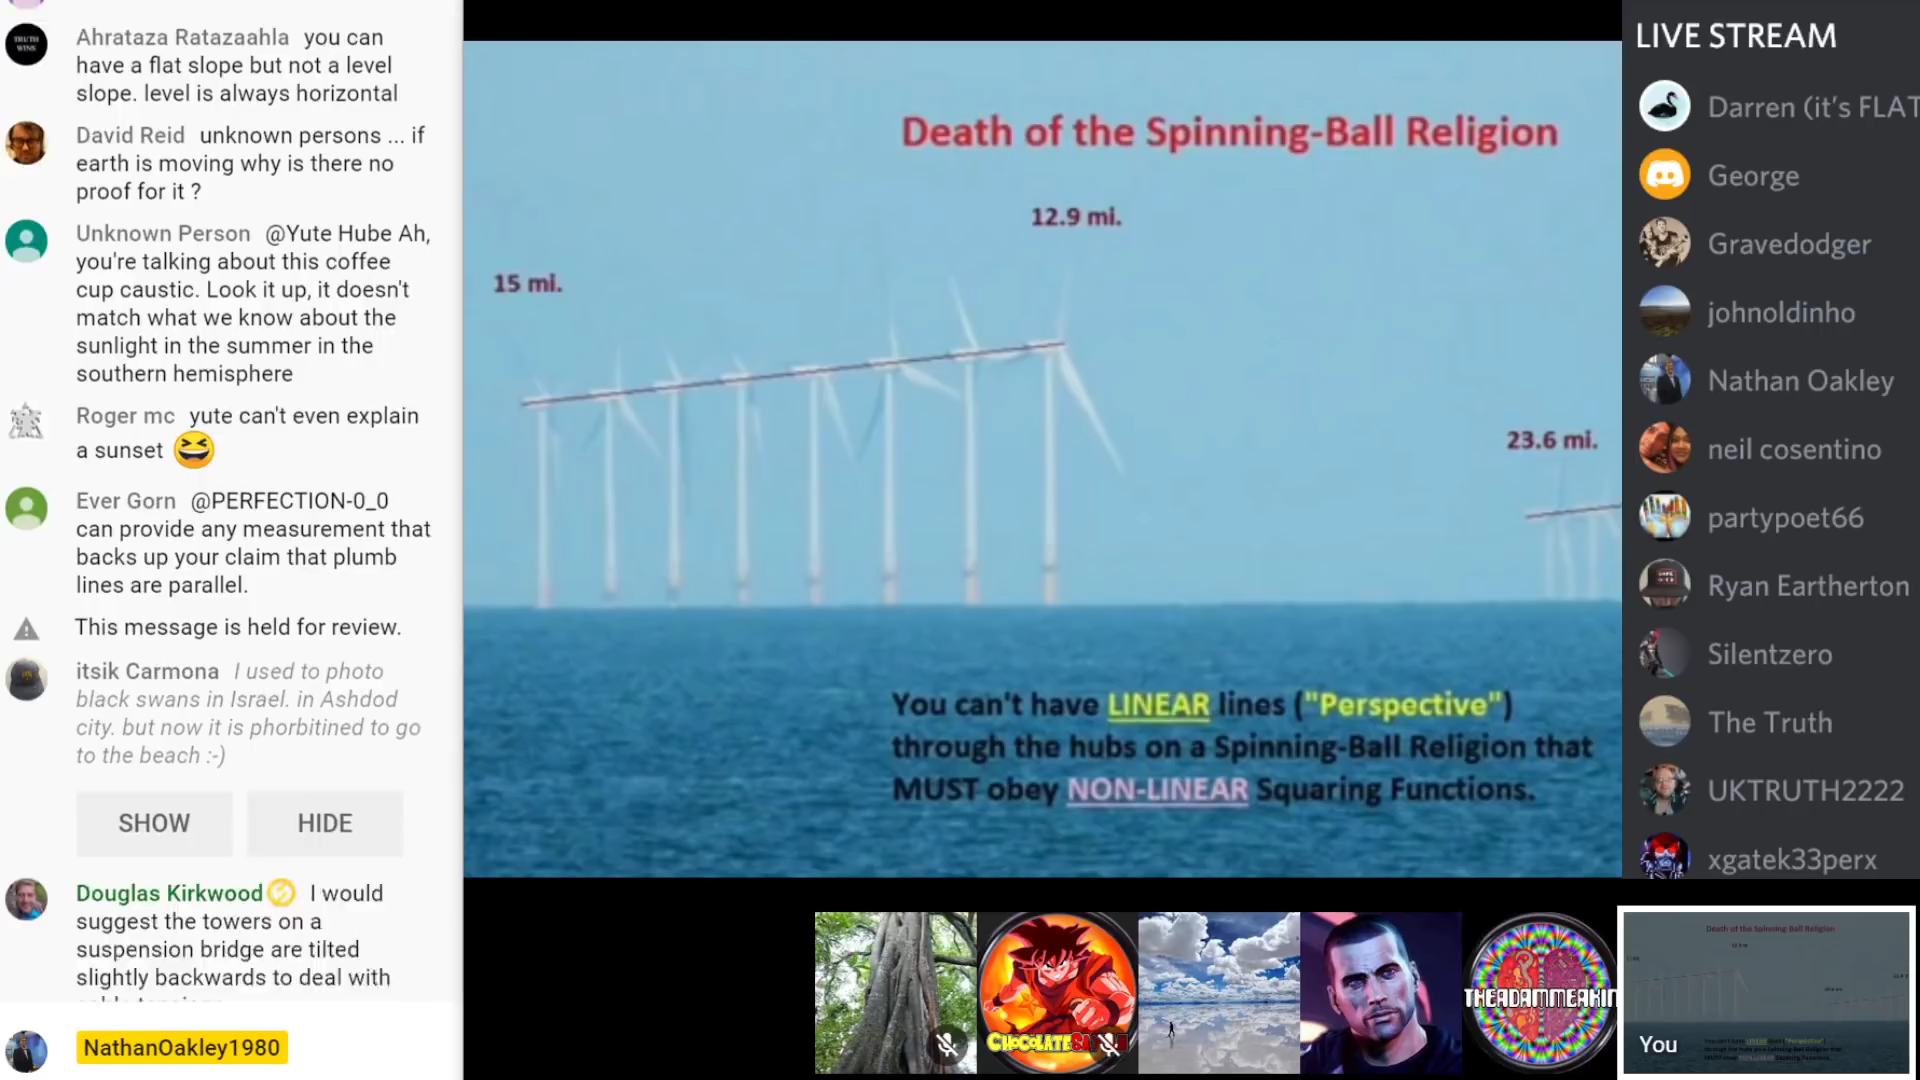 Ahrataza Ratazaahla you can
have a flat slope but not a level
slope. level is always horizontal
David Reid unknown persons ... if
earth is moving why is there no
proof for it ?
Unknown Person @Yute Hube Ah,
you're talking about this coffee
cup caustic. Look it up, it doesn't
match what we know about the
sunlight in the summer in the
southern hemisphere
Roger mc yute can't even explain
a sunset 😆
Ever Gorn @PERFECTION-0_0
can provide any measurement that
backs up your claim that plumb
lines are parallel.
This message is held for review.
itsik Carmona I used to photo
black swans in Israel. in Ashdod
city. but now it is phorbitined to go
to the beach :-)
SHOW HIDE
Douglas Kirkwood I would
suggest the towers on a
suspension bridge are tilted
slightly backwards to deal with
NathanOakley1980
Death of the Spinning-Ball Religion
12.9 mi.
15 mi.
23.6 mi.
You can't have LINEAR lines ("Perspective")
through the hubs on a Spinning-Ball Religion that
MUST obey NON-LINEAR Squaring Functions.
LIVE STREAM
Darren (it's FLAT
George
Gravedodger
johnoldinho
Nathan Oakley
neil cosentino
partypoet66
Ryan Eartherton
Silentzero
The Truth
UKTRUTH2222
xgatek33perx
TRUTH
WINS
THEADAMMEAKIN
Death of the Spinning-Ball Religion
You